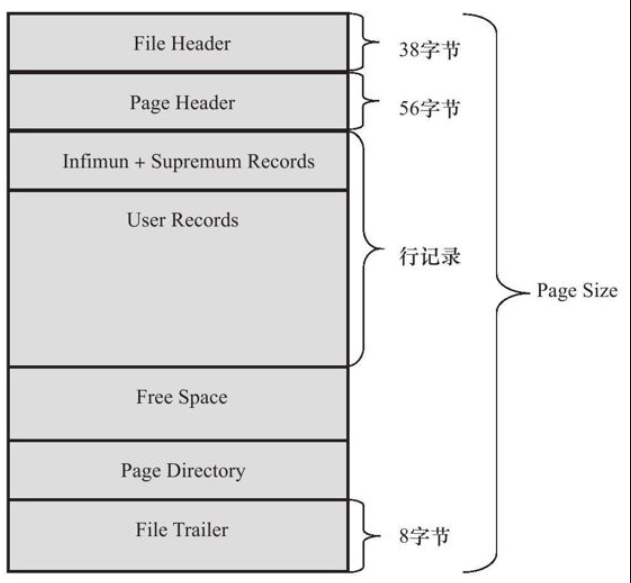 File Header
38字节
Page Header
56字节
Infimun + Supremum Records
User Records
行记录
Page Size
Free Space
Page Directory
File Trailer
8字节